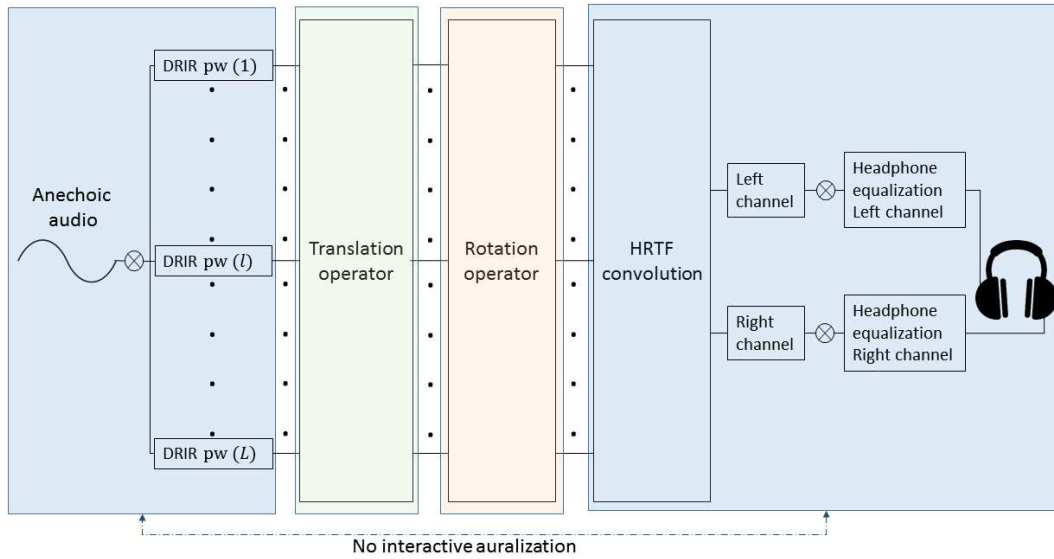 DRIR pw (1)
Anechoic
audio
DRIR pw (l)
DRIR pw (L)
Translation
operator
Rotation
operator
HRTF
convolution
Left
channel
Headphone
equalization
Left channel
Right
channel
Headphone
equalization
Right channel
No interactive auralization